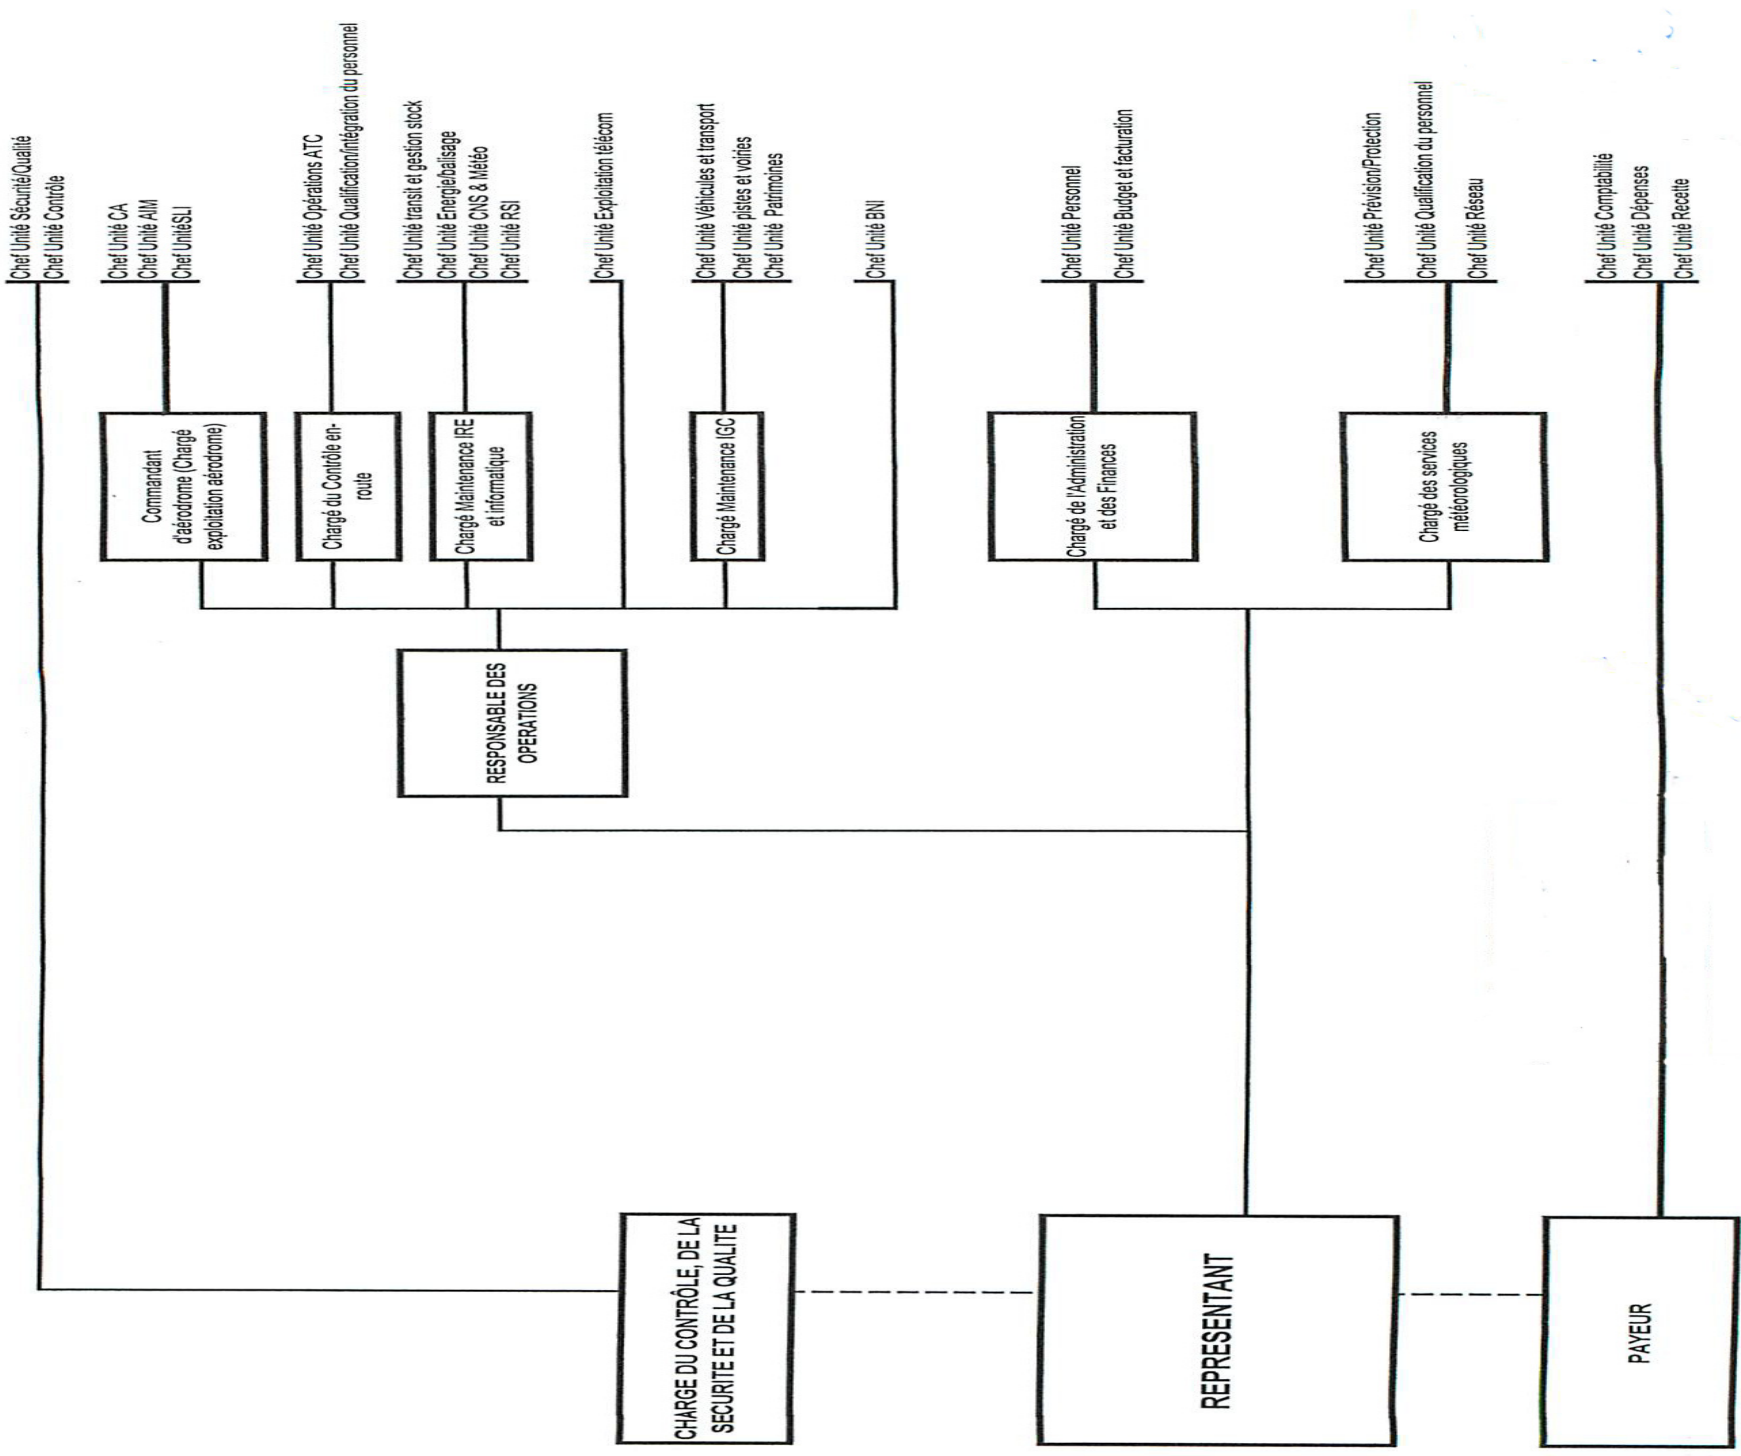 CHARGE DU CONTRÔLE, DE LA
SECURITE ET DE LA QUALITE
REPRESENTANT
PAYEUR
RESPONSABLE DES
OPERATIONS
Commandant
d'aérodrome (Chargé
exploitation aérodrome)
Chargé du Contrôle en-
route
Chargé Maintenance IRE
et informatique
Chargé Maintenance IGC
Chargé de l'Administration
et des Finances
Chargé des services
météorologiques
Chef Unité Sécurité/Qualité
Chef Unité Contrôle
Chef Unité CA
Chef Unité AIM
Chef UnitéSLI
Chef Unité Opérations ATC
Chef Unité Qualification/intégration du personnel
Chef Unité transit et gestion stock
Chef Unité Energie/balisage
Chef Unité CNS & Météo
Chef Unité RSI
Chef Unité Exploitation télécom
Chef Unité Véhicules et transport
Chef Unité pistes et voiries
Chef Unité Patrimoines
Chef Unité BNI
Chef Unité Personnel
Chef Unité Budget et facturation
Chef Unité Prévision/Protection
Chef Unité Qualification du personnel
Chef Unité Réseau
Chef Unité Comptabilité
Chef Unité Dépenses
Chef Unité Recette